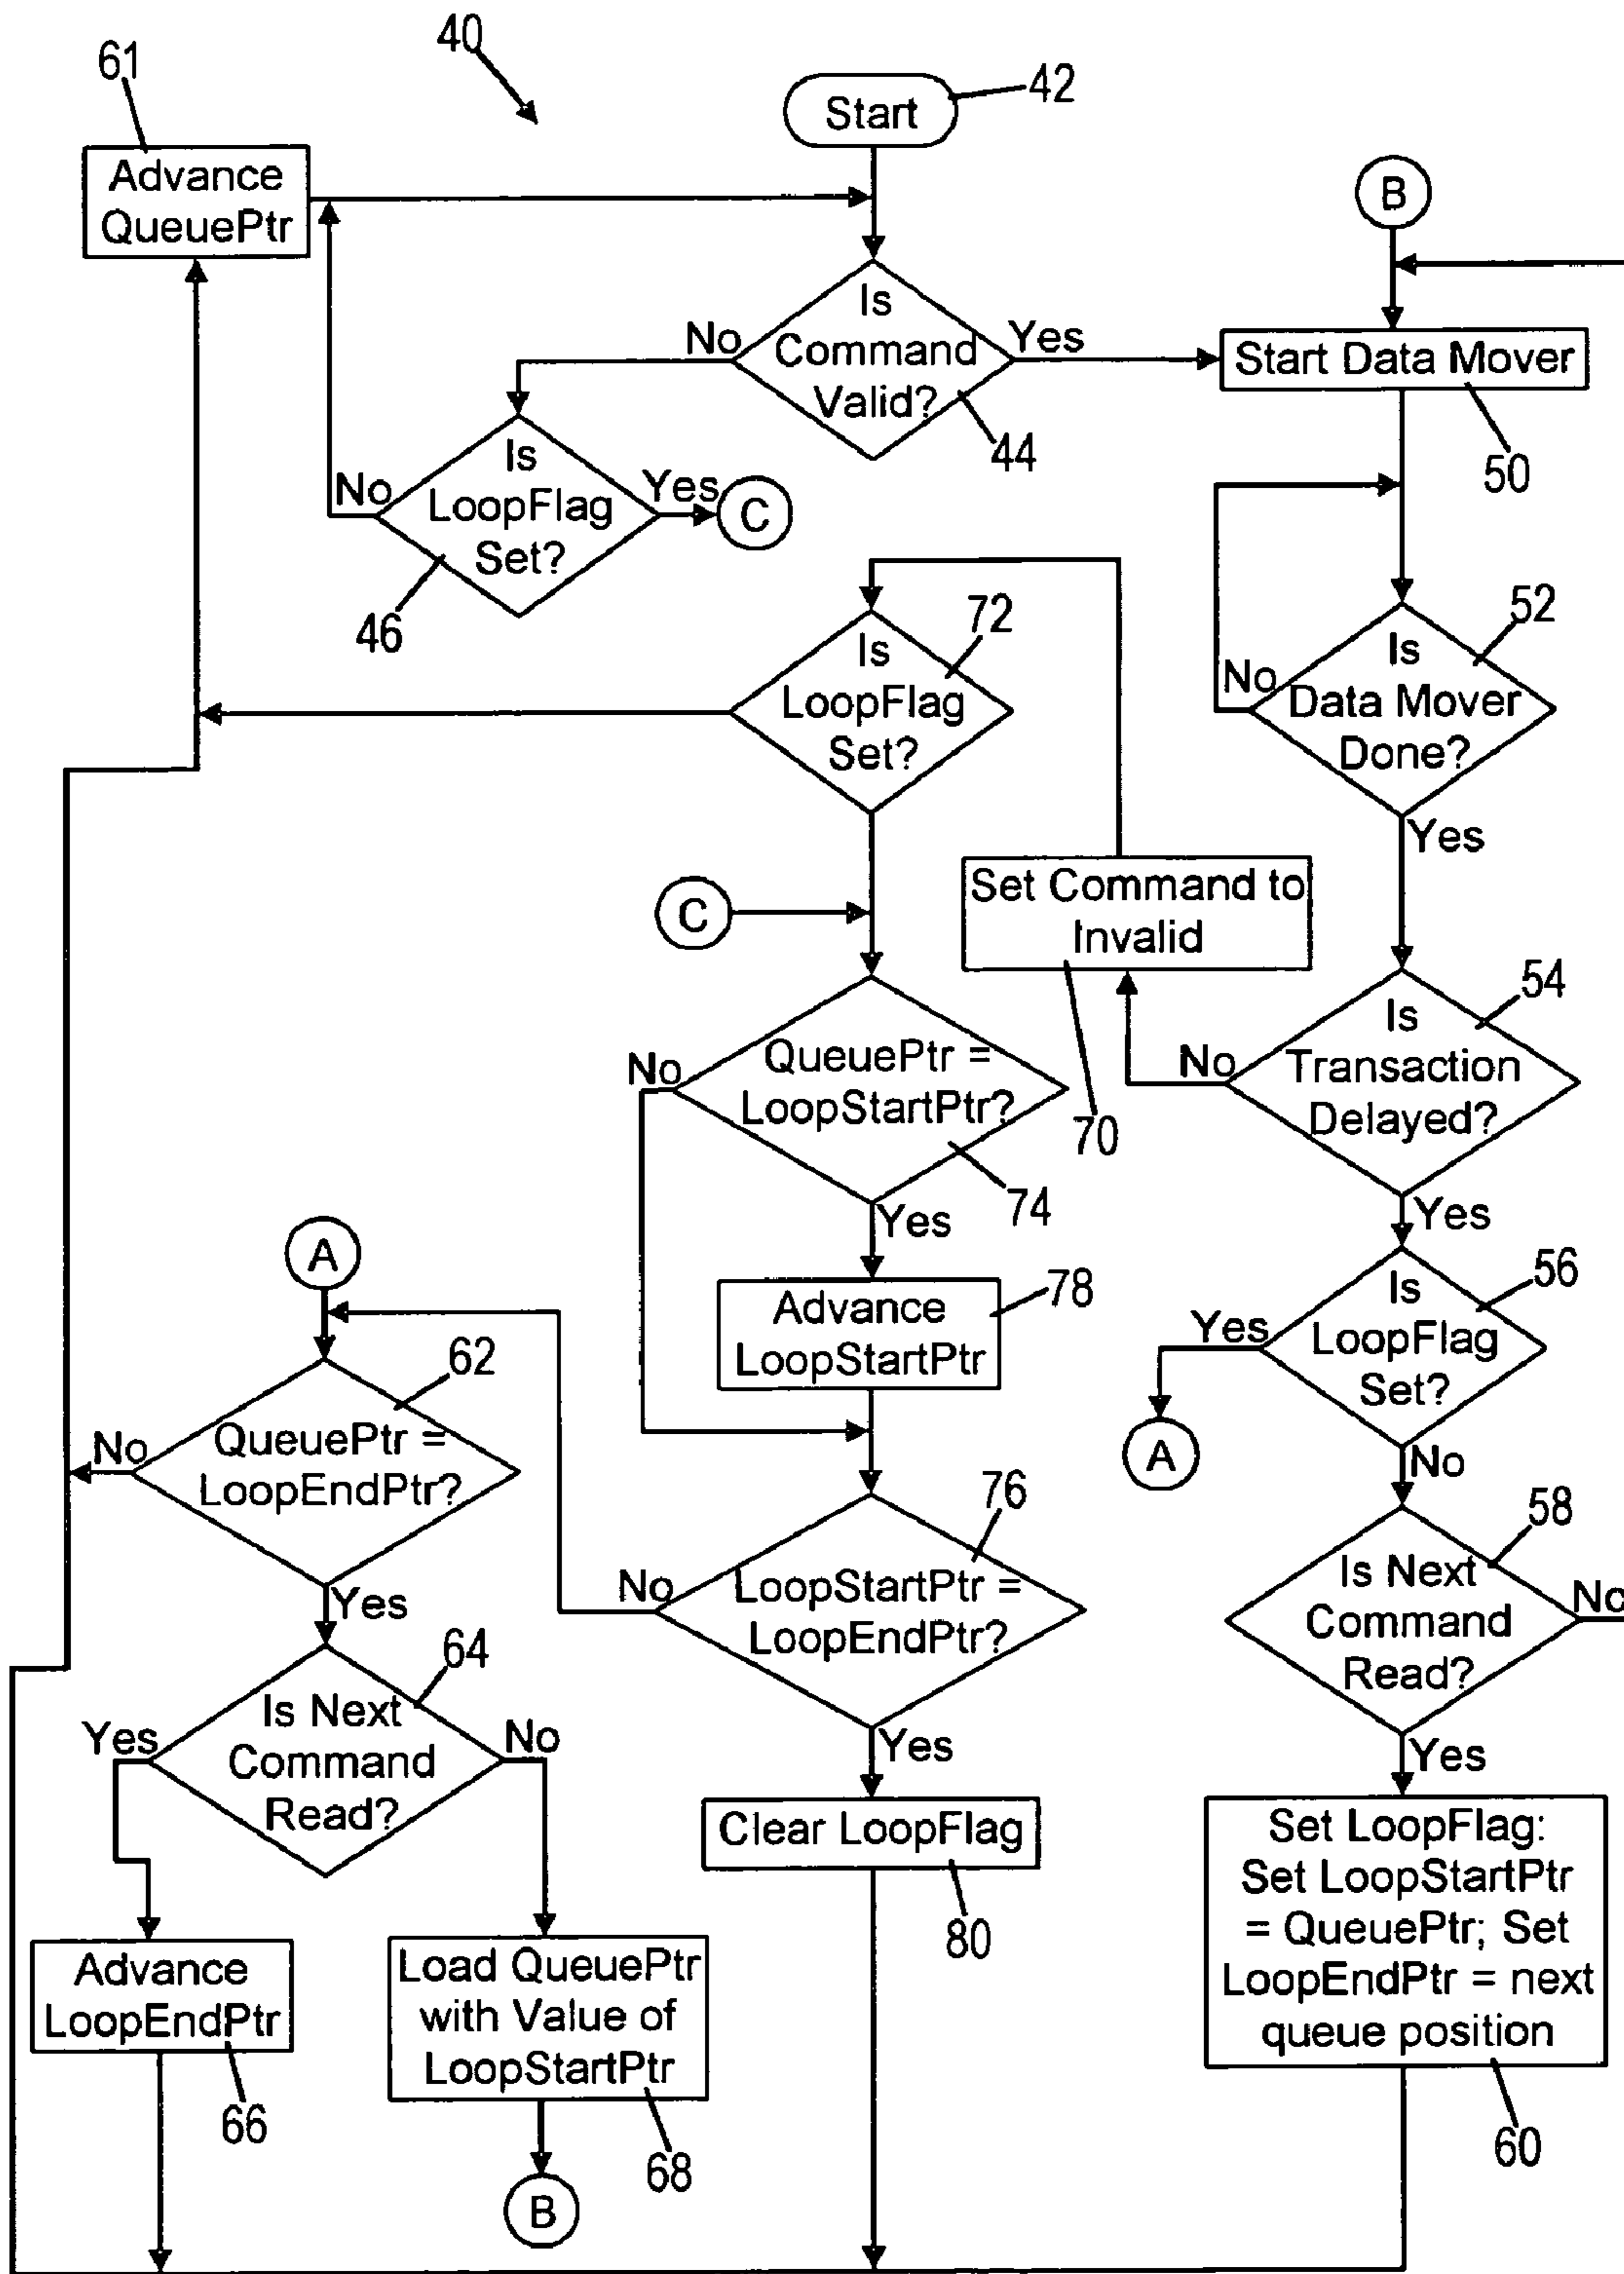 40
61
42
Start
Advance
QueuePtr
B
Is
Command
Valid?
No
Yes
44
Start Data Mover
50
Is
LoopFlag
Set?
No
Yes
C
46
72
Is
LoopFlag
Set?
52
Is
Data Mover
Done?
No
Yes
C
Set Command to
Invalid
70
54
Is
Transaction
Delayed?
No
Yes
QueuePtr =
LoopStartPtr?
No
74
Yes
A
Advance
LoopStartPtr
78
56
Is
LoopFlag
Set?
Yes
A
No
62
QueuePtr =
LoopEndPtr?
No
Yes
76
LoopStartPtr =
LoopEndPtr?
No
Yes
58
Is Next
Command
Read?
No
Yes
64
Is Next
Command
Read?
Yes
No
Clear LoopFlag
80
Set LoopFlag:
Set LoopStartPtr
= QueuePtr; Set
LoopEndPtr = next
queue position
60
Advance
LoopEndPtr
66
Load QueuePtr
with Value of
LoopStartPtr
68
B